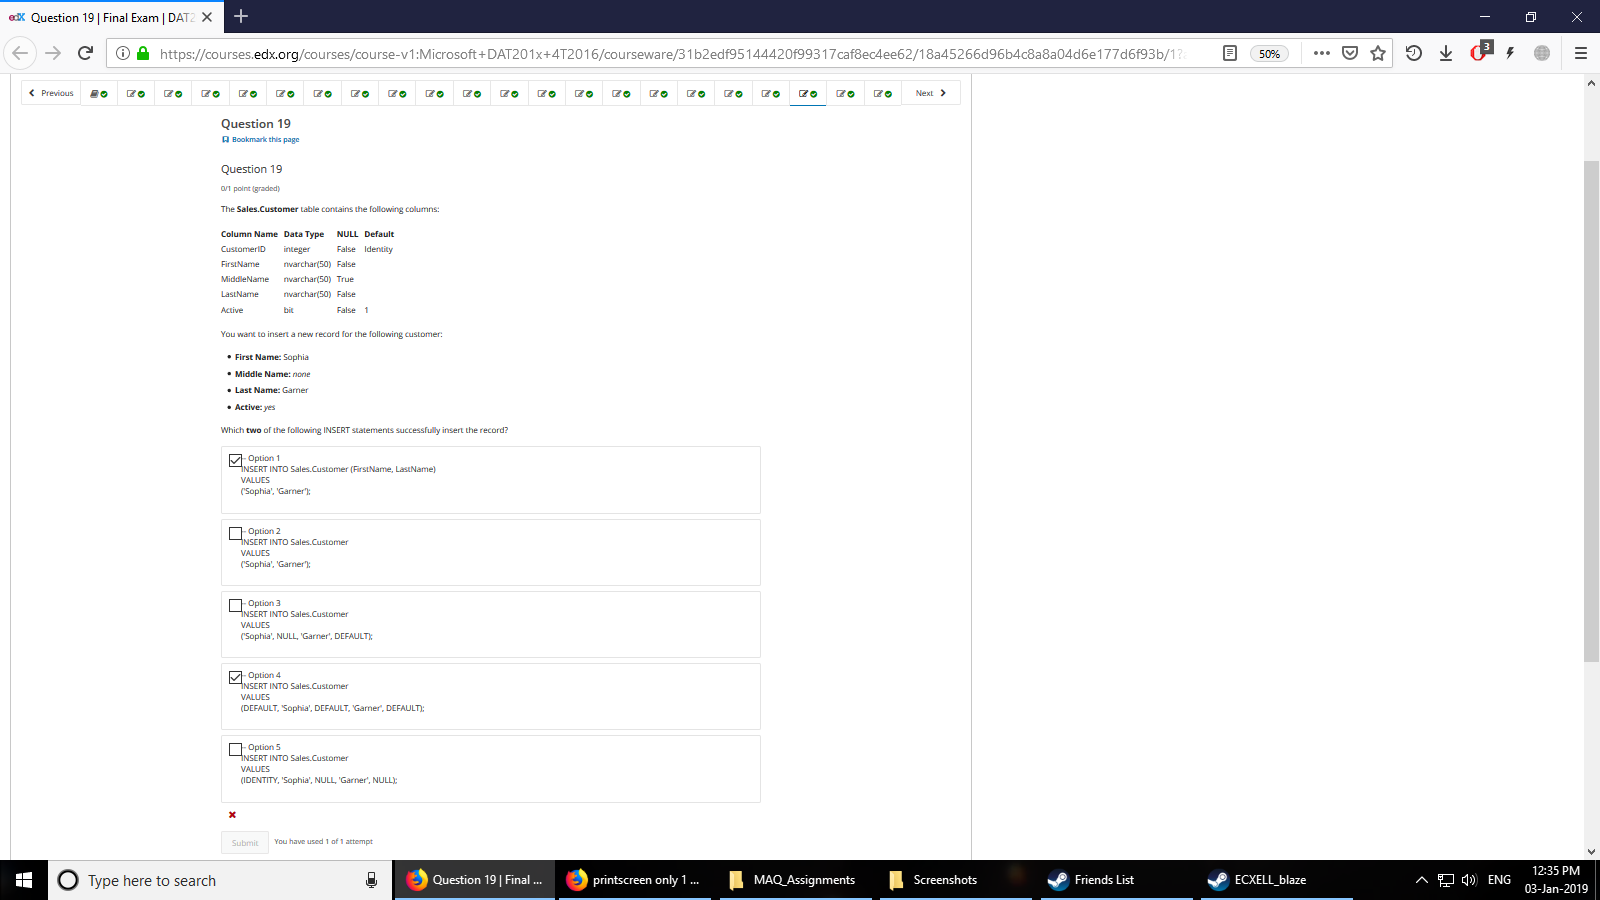 edX Question 19 | Final Exam | DAT2
https://courses.edx.org/courses/course-v1:Microsoft+DAT201x+4T2016/courseware/31b2edf95144420f99317caf8ec4ee62/18a45266d96b4c8a8a04d6e177d6f93b/1?
50%
3
Previous
Next
Question 19
Bookmark this page
Question 19
0/1 point (graded)
The Sales.Customer table contains the following columns:
Column Name Data Type NULL Default
CustomerID integer False Identity
FirstName nvarchar(50) False
MiddleName nvarchar(50) True
LastName nvarchar(50) False
Active bit False 1
You want to insert a new record for the following customer:
• First Name: Sophia
• Middle Name: none
• Last Name: Garner
• Active: yes
Which two of the following INSERT statements successfully insert the record?
-- Option 1
INSERT INTO Sales.Customer (FirstName, LastName)
VALUES
('Sophia', 'Garner');
-- Option 2
INSERT INTO Sales.Customer
VALUES
('Sophia', 'Garner');
-- Option 3
INSERT INTO Sales.Customer
VALUES
('Sophia', NULL, 'Garner', DEFAULT);
-- Option 4
INSERT INTO Sales.Customer
VALUES
(DEFAULT, 'Sophia', DEFAULT, 'Garner', DEFAULT);
-- Option 5
INSERT INTO Sales.Customer
VALUES
(IDENTITY, 'Sophia', NULL, 'Garner', NULL);
Submit You have used 1 of 1 attempt
Type here to search
Question 19 | Final ...
printscreen only 1 ...
MAQ_Assignments
Screenshots
Friends List
ECXELL_blaze
ENG
12:35 PM
03-Jan-2019